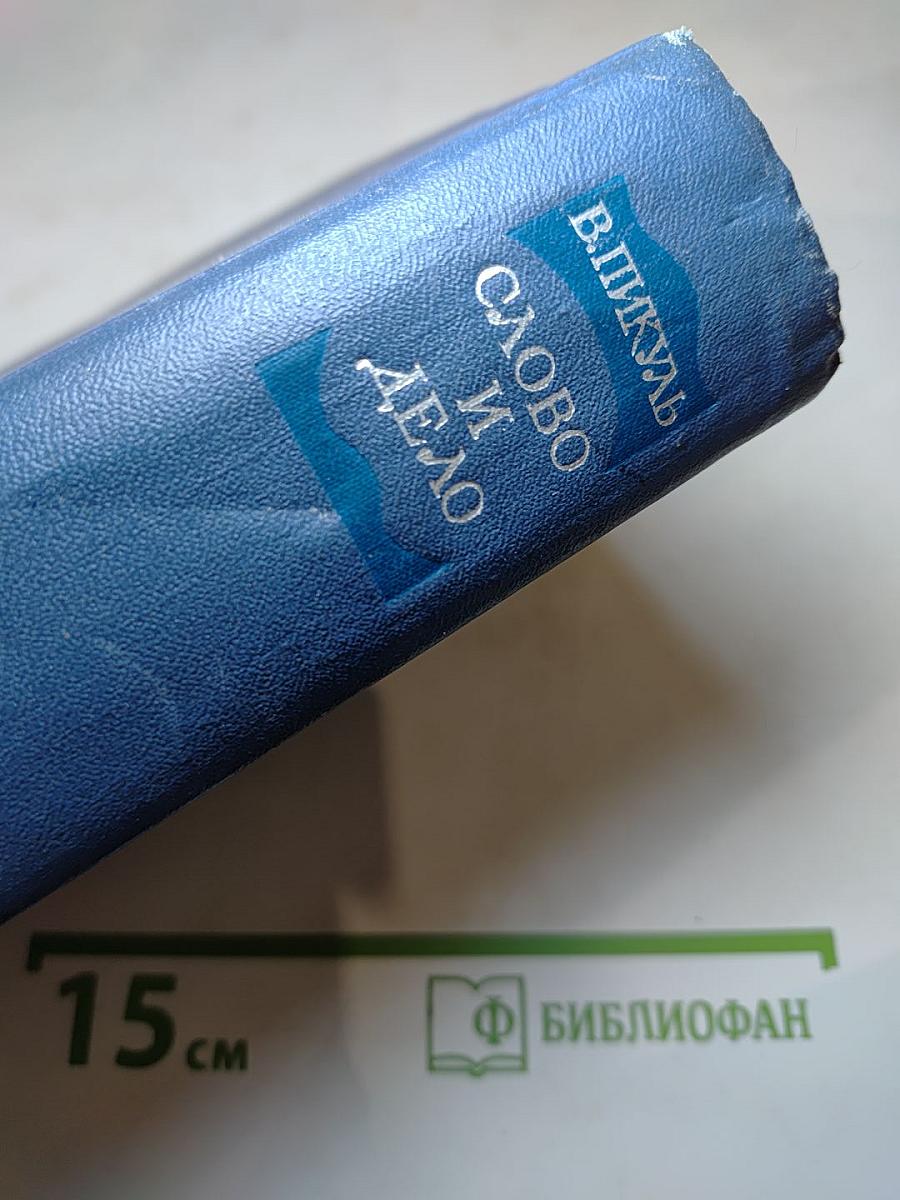 В.ПИКУЛЬ
СЛОВО
И
ДЕЛО
15 см
Ф БИБЛИОФАН